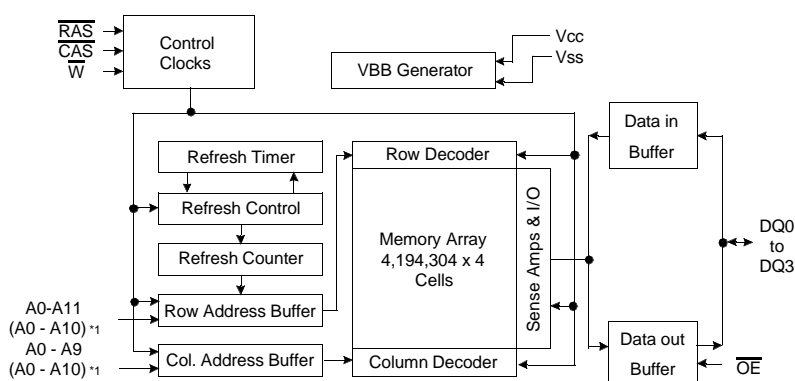 RAS
CAS
W
Control
Clocks
VBB Generator
Vcc
Vss
Data in
Buffer
Refresh Timer
Row Decoder
Refresh Control
Refresh Counter
Memory Array
4,194,304 x 4
Cells
Sense Amps & I/O
DQ0
to
DQ3
A0-A11
(A0 - A10) *1
A0 - A9
(A0 - A10) *1
Row Address Buffer
Col. Address Buffer
Column Decoder
Data out
Buffer
OE